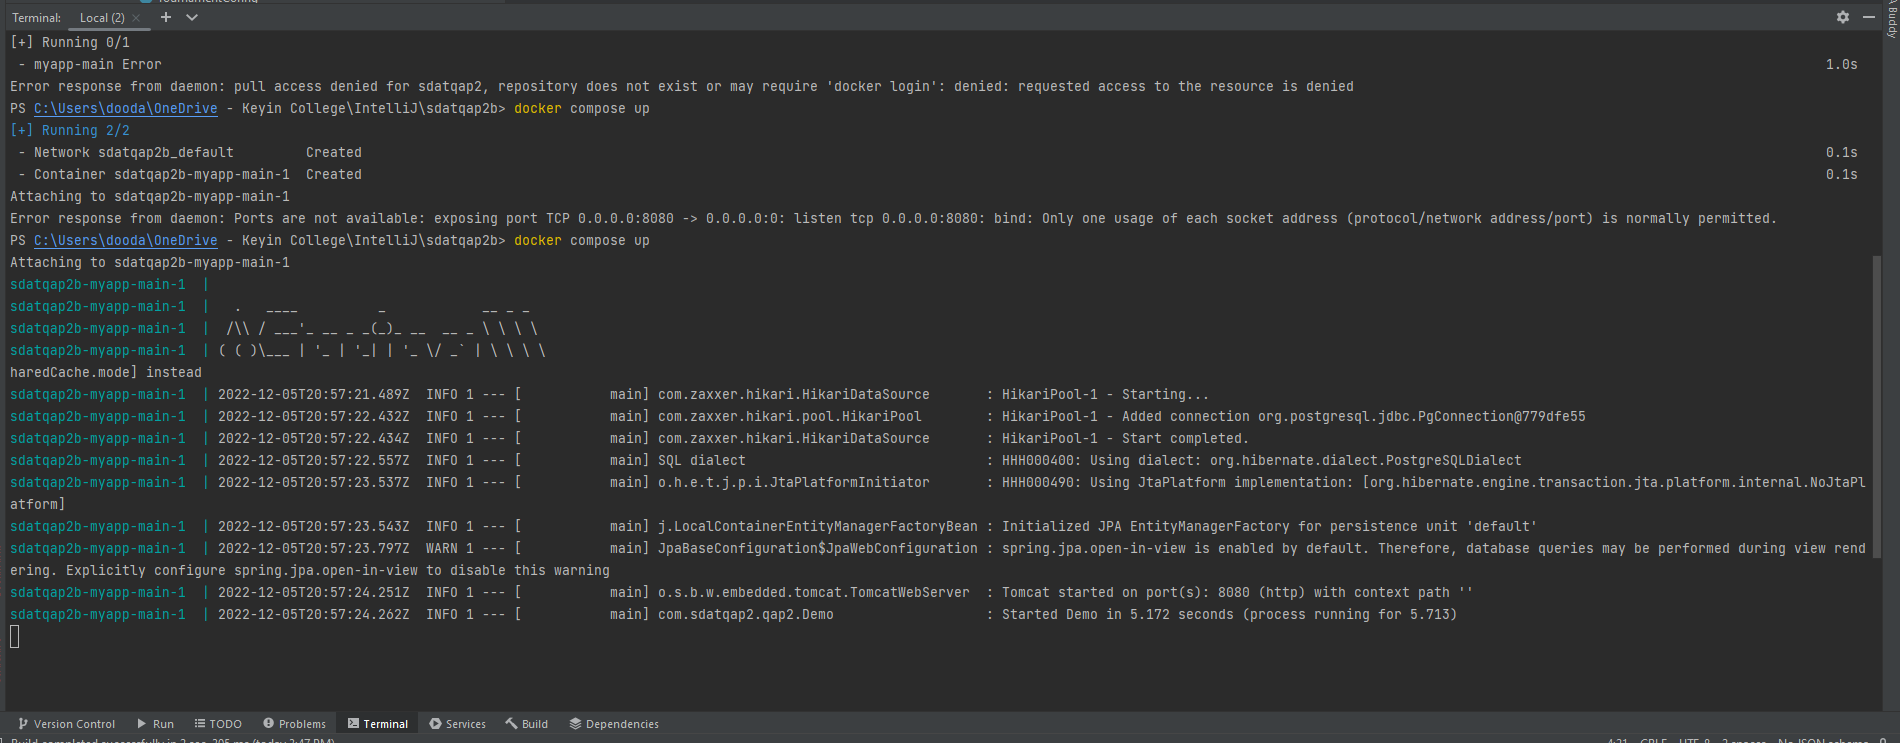 Terminal: Local (2)
[+] Running 0/1
 - myapp-main Error 1.0s
Error response from daemon: pull access denied for sdatqap2, repository does not exist or may require 'docker login': denied: requested access to the resource is denied
PS C:\Users\dooda\OneDrive - Keyin College\IntelliJ\sdatqap2b> docker compose up
[+] Running 2/2
 - Network sdatqap2b_default         Created 0.1s
 - Container sdatqap2b-myapp-main-1  Created 0.1s
Attaching to sdatqap2b-myapp-main-1
Error response from daemon: Ports are not available: exposing port TCP 0.0.0.0:8080 -> 0.0.0.0:0: listen tcp 0.0.0.0:8080: bind: Only one usage of each socket address (protocol/network address/port) is normally permitted.
PS C:\Users\dooda\OneDrive - Keyin College\IntelliJ\sdatqap2b> docker compose up
Attaching to sdatqap2b-myapp-main-1
sdatqap2b-myapp-main-1  |
sdatqap2b-myapp-main-1  |   .   ____          _            __ _ _
sdatqap2b-myapp-main-1  |  /\\ / ___'_ __ _ _(_)_ __  __ _ \ \ \ \
sdatqap2b-myapp-main-1  | ( ( )\___ | '_ | '_| | '_ \/ _` | \ \ \ \
haredCache.mode] instead
sdatqap2b-myapp-main-1  | 2022-12-05T20:57:21.489Z  INFO 1 --- [           main] com.zaxxer.hikari.HikariDataSource       : HikariPool-1 - Starting...
sdatqap2b-myapp-main-1  | 2022-12-05T20:57:22.432Z  INFO 1 --- [           main] com.zaxxer.hikari.pool.HikariPool        : HikariPool-1 - Added connection org.postgresql.jdbc.PgConnection@779dfe55
sdatqap2b-myapp-main-1  | 2022-12-05T20:57:22.434Z  INFO 1 --- [           main] com.zaxxer.hikari.HikariDataSource       : HikariPool-1 - Start completed.
sdatqap2b-myapp-main-1  | 2022-12-05T20:57:22.557Z  INFO 1 --- [           main] SQL dialect                              : HHH000400: Using dialect: org.hibernate.dialect.PostgreSQLDialect
sdatqap2b-myapp-main-1  | 2022-12-05T20:57:23.537Z  INFO 1 --- [           main] o.h.e.t.j.p.i.JtaPlatformInitiator       : HHH000490: Using JtaPlatform implementation: [org.hibernate.engine.transaction.jta.platform.internal.NoJtaPl
atform]
sdatqap2b-myapp-main-1  | 2022-12-05T20:57:23.543Z  INFO 1 --- [           main] j.LocalContainerEntityManagerFactoryBean : Initialized JPA EntityManagerFactory for persistence unit 'default'
sdatqap2b-myapp-main-1  | 2022-12-05T20:57:23.797Z  WARN 1 --- [           main] JpaBaseConfiguration$JpaWebConfiguration : spring.jpa.open-in-view is enabled by default. Therefore, database queries may be performed during view rend
ering. Explicitly configure spring.jpa.open-in-view to disable this warning
sdatqap2b-myapp-main-1  | 2022-12-05T20:57:24.251Z  INFO 1 --- [           main] o.s.b.w.embedded.tomcat.TomcatWebServer  : Tomcat started on port(s): 8080 (http) with context path ''
sdatqap2b-myapp-main-1  | 2022-12-05T20:57:24.262Z  INFO 1 --- [           main] com.sdatqap2.qap2.Demo                   : Started Demo in 5.172 seconds (process running for 5.713)
Version Control Run TODO Problems Terminal Services Build Dependencies
Buddy